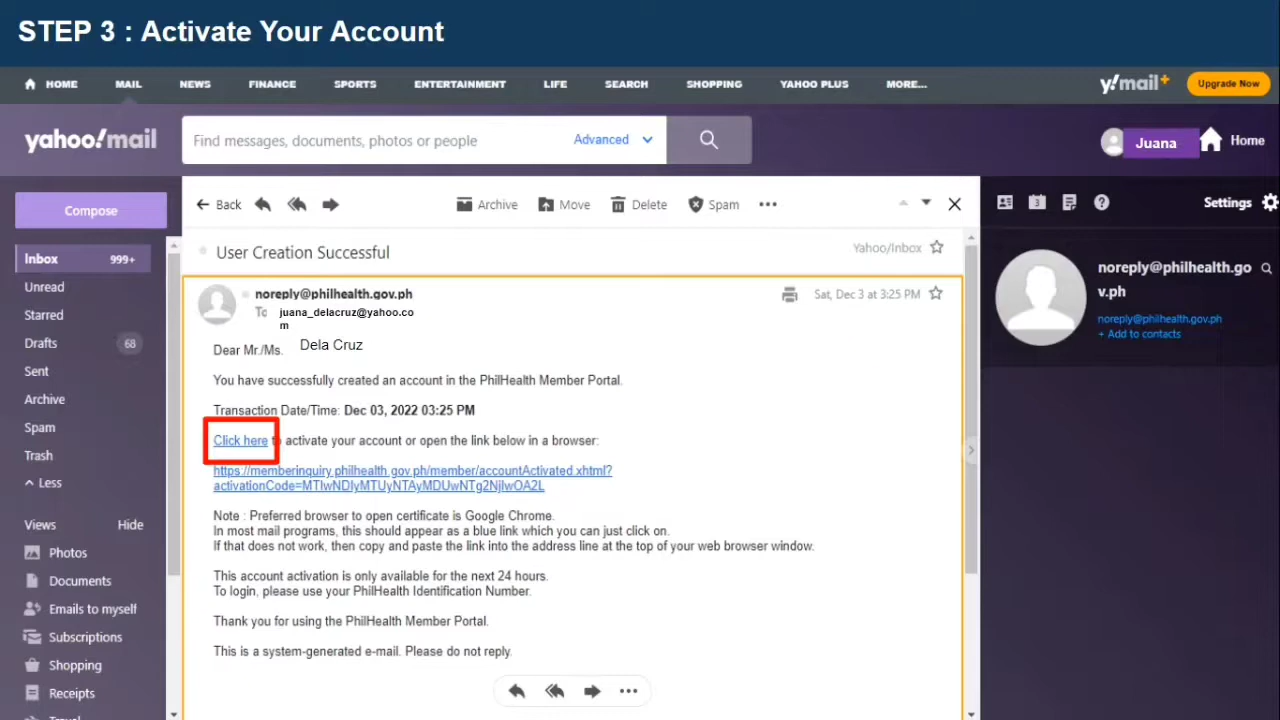 STEP 3 : Activate Your Account
HOME MAIL NEWS FINANCE SPORTS ENTERTAINMENT LIFE SEARCH SHOPPING YAHOO PLUS MORE... y!mail+ Upgrade Now
yahoo!mail Find messages, documents, photos or people Advanced Juana Home
Compose
Back Archive Move Delete Spam ••• Settings
Inbox 999+
Unread
Starred
Drafts 68
Sent
Archive
Spam
Trash
Less
Views Hide
Photos
Documents
Emails to myself
Subscriptions
Shopping
Receipts
Travel
User Creation Successful Yahoo/Inbox
noreply@philhealth.gov.ph Sat, Dec 3 at 3:25 PM
To juana_delacruz@yahoo.co
m
Dear Mr./Ms. Dela Cruz
You have successfully created an account in the PhilHealth Member Portal.
Transaction Date/Time: Dec 03, 2022 03:25 PM
Click here to activate your account or open the link below in a browser:
https://memberinquiry.philhealth.gov.ph/member/accountActivated.xhtml?
activationCode=MTIwNDIyMTUyNTAyMDUwNTg2NjIwOA2L
Note : Preferred browser to open certificate is Google Chrome.
In most mail programs, this should appear as a blue link which you can just click on.
If that does not work, then copy and paste the link into the address line at the top of your web browser window.
This account activation is only available for the next 24 hours.
To login, please use your PhilHealth Identification Number.
Thank you for using the PhilHealth Member Portal.
This is a system-generated e-mail. Please do not reply.
noreply@philhealth.go
v.ph
noreply@philhealth.gov.ph
+ Add to contacts